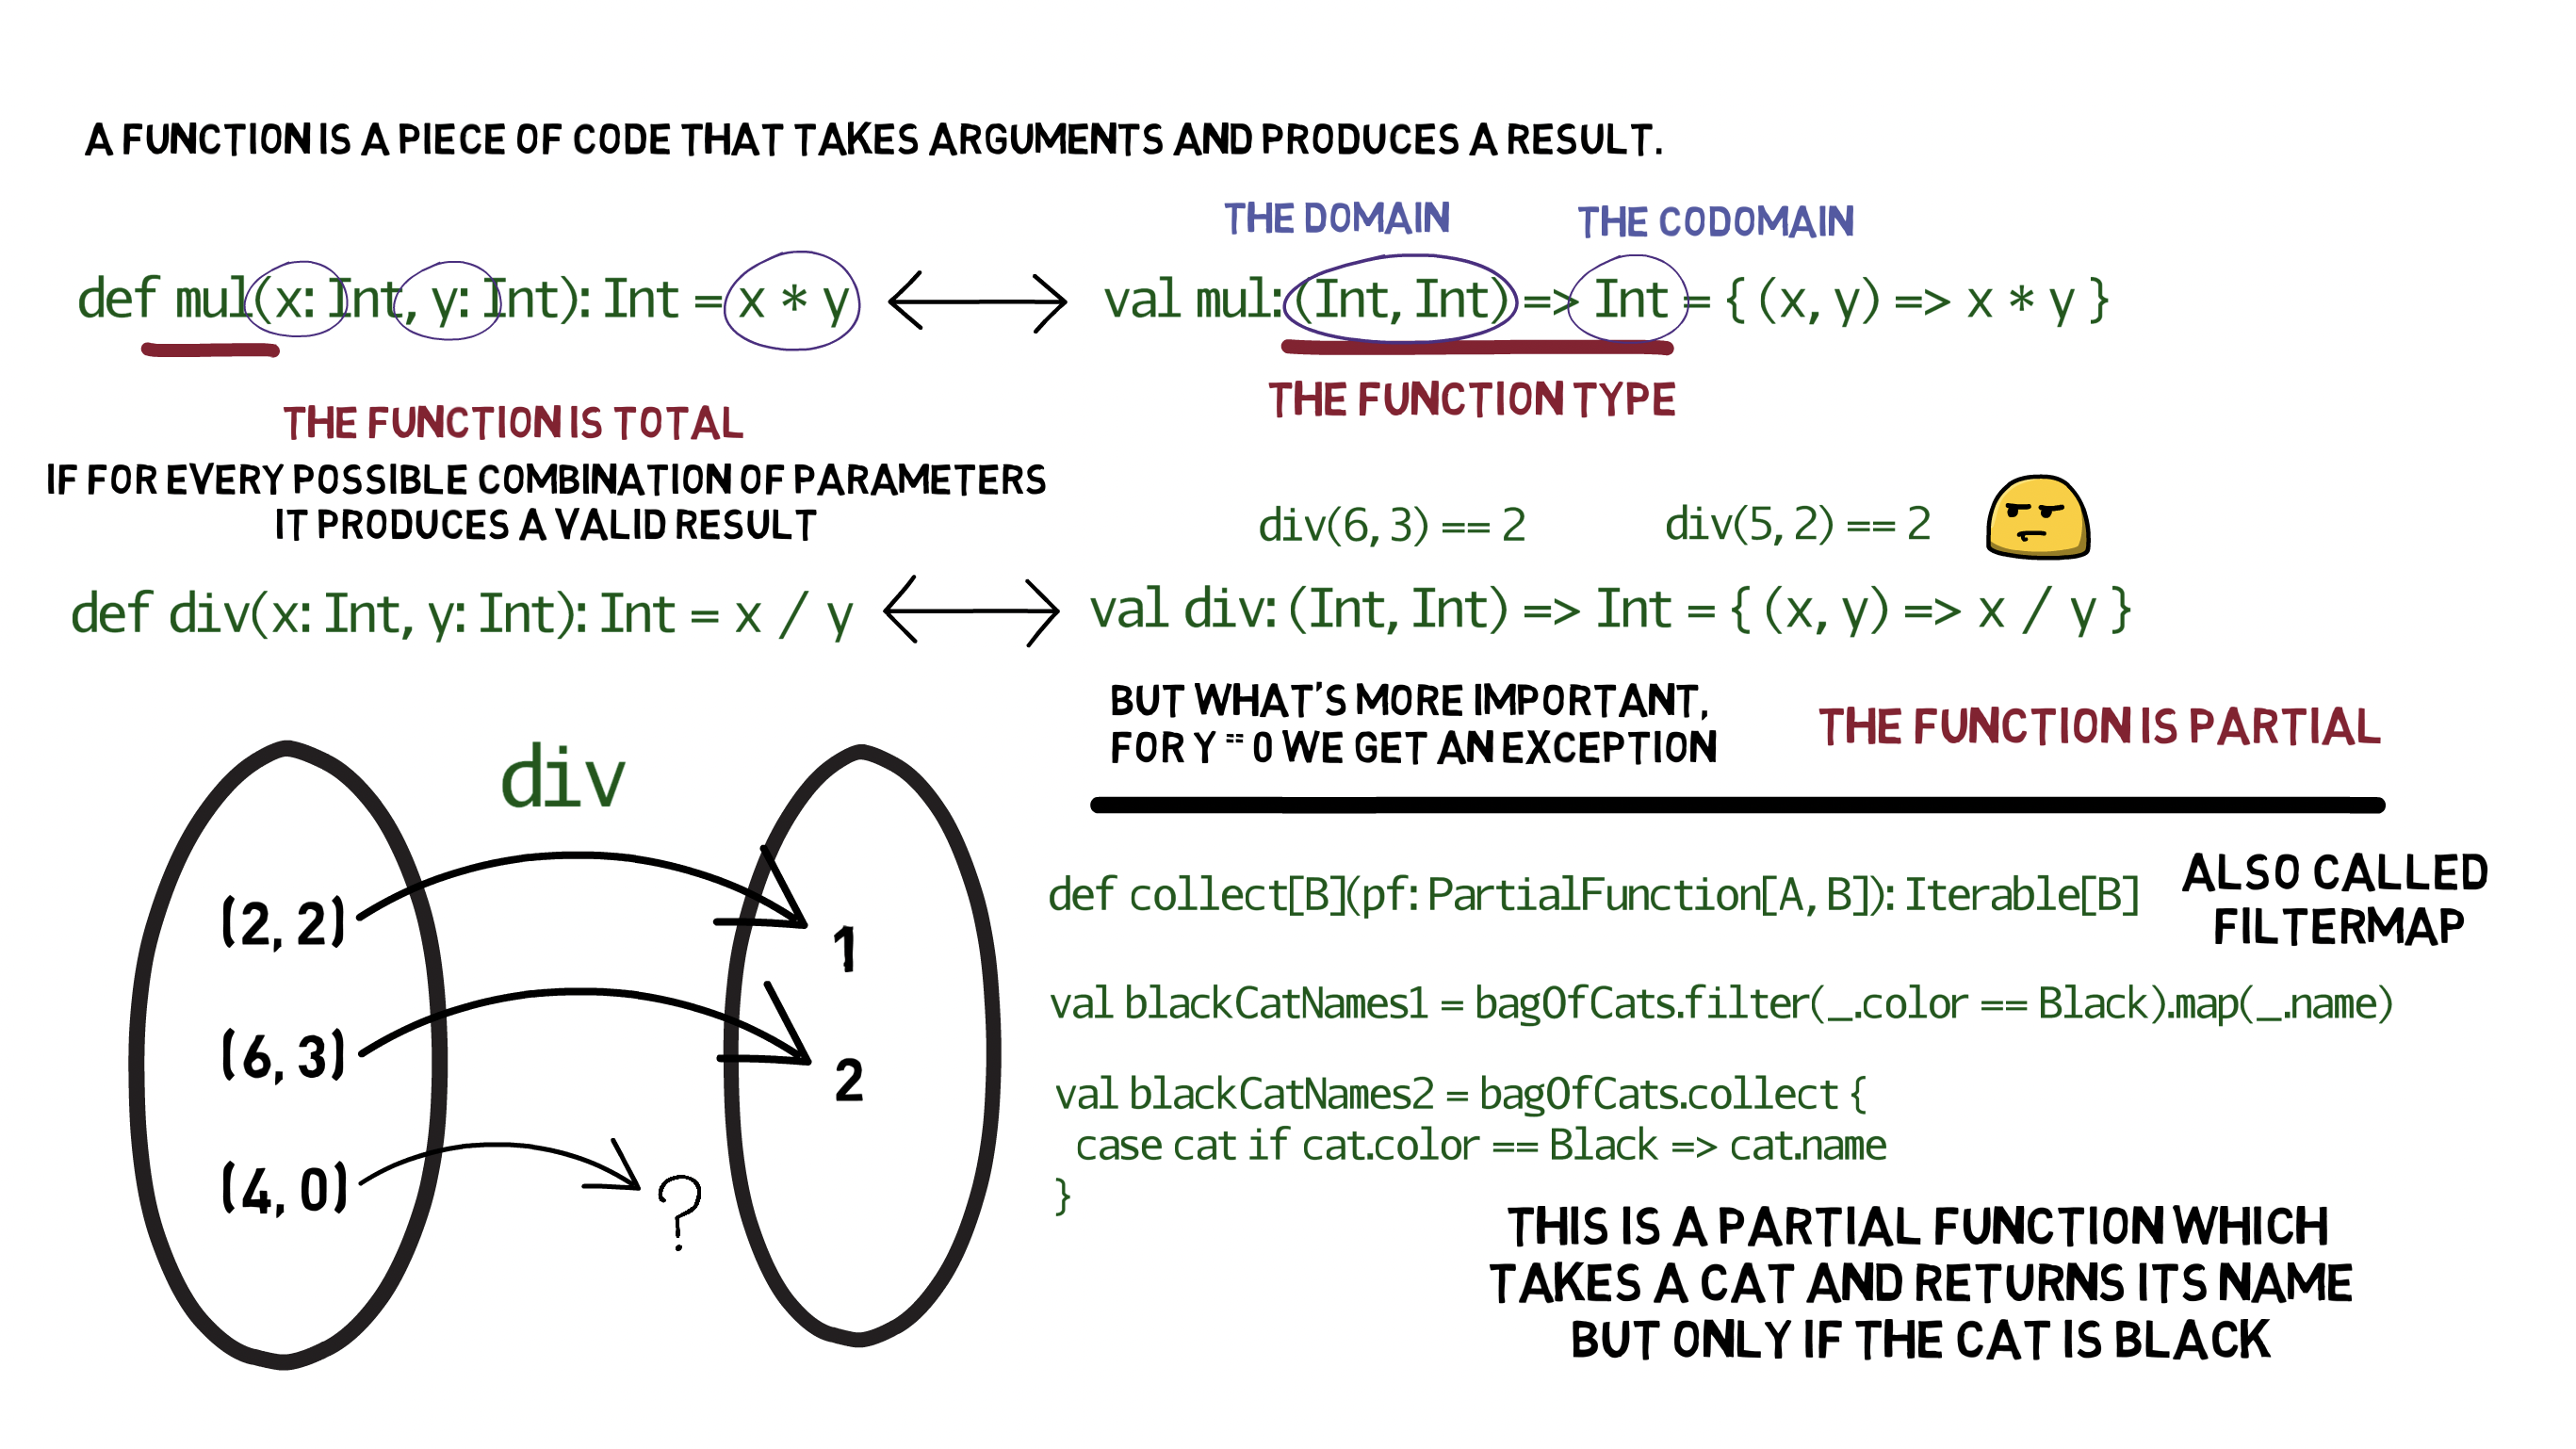 A FUNCTION IS A PIECE OF CODE THAT TAKES ARGUMENTS AND PRODUCES A RESULT.
THE DOMAIN
THE CODOMAIN
def mul(x: Int, y: Int): Int = x * y
val mul: (Int, Int) => Int = { (x, y) => x * y }
THE FUNCTION TYPE
THE FUNCTION IS TOTAL
IF FOR EVERY POSSIBLE COMBINATION OF PARAMETERS
IT PRODUCES A VALID RESULT
div(6, 3) == 2
div(5, 2) == 2
def div(x: Int, y: Int): Int = x / y
val div: (Int, Int) => Int = { (x, y) => x / y }
BUT WHAT'S MORE IMPORTANT,
FOR Y == 0 WE GET AN EXCEPTION
THE FUNCTION IS PARTIAL
div
(2, 2)
1
(6, 3)
2
(4, 0)
?
def collect[B](pf: PartialFunction[A, B]): Iterable[B]
ALSO CALLED
FILTERMAP
val blackCatNames1 = bagOfCats.filter(_.color == Black).map(_.name)
val blackCatNames2 = bagOfCats.collect {
case cat if cat.color == Black => cat.name
}
THIS IS A PARTIAL FUNCTION WHICH
TAKES A CAT AND RETURNS ITS NAME
BUT ONLY IF THE CAT IS BLACK